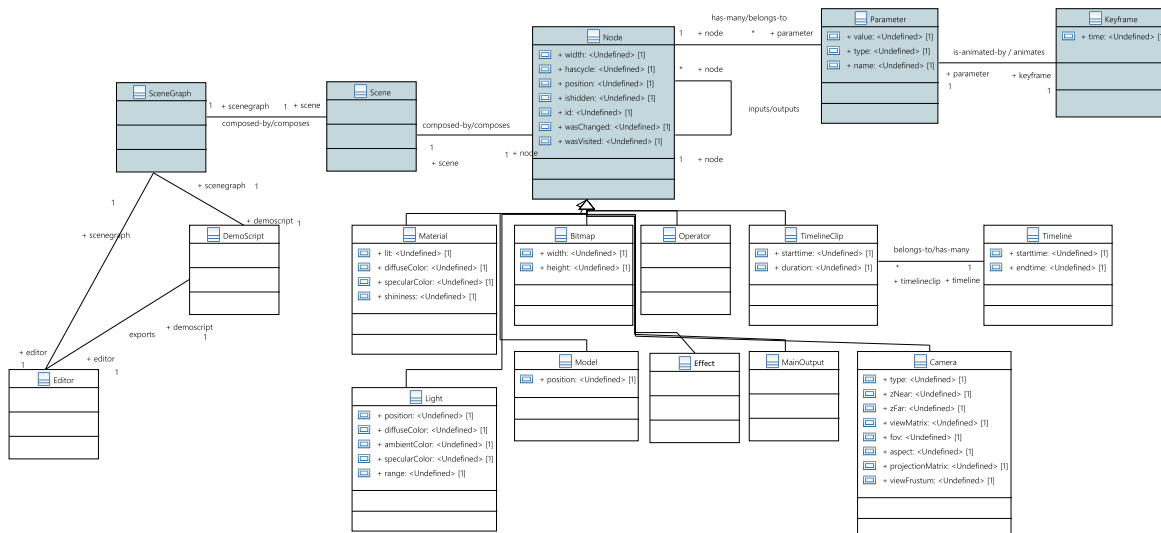 has-many/belongs-to
1 + node
* + parameter
Node
+ width: <Undefined> [1]
+ hascycle: <Undefined> [1]
+ position: <Undefined> [1]
+ ishidden: <Undefined> [1]
+ id: <Undefined> [1]
+ wasChanged: <Undefined> [1]
+ wasVisited: <Undefined> [1]
Parameter
+ value: <Undefined> [1]
+ type: <Undefined> [1]
+ name: <Undefined> [1]
Keyframe
+ time: <Undefined> [1]
is-animated-by / animates
+ parameter
1
+ keyframe
1
* + node
inputs/outputs
1 + node
SceneGraph
1 + scenegraph
1 + scene
composed-by/composes
Scene
composed-by/composes
1
+ scene
1 + node
+ scenegraph 1
1
+ scenegraph
+ demoscript 1
DemoScript
exports
+ demoscript
1
+ editor
1
+ editor
1
Editor
Material
+ lit: <Undefined> [1]
+ diffuseColor: <Undefined> [1]
+ specularColor: <Undefined> [1]
+ shininess: <Undefined> [1]
Bitmap
+ width: <Undefined> [1]
+ height: <Undefined> [1]
Operator
TimelineClip
+ starttime: <Undefined> [1]
+ duration: <Undefined> [1]
belongs-to/has-many
*
1
+ timelineclip
+ timeline
Timeline
+ starttime: <Undefined> [1]
+ endtime: <Undefined> [1]
Light
+ position: <Undefined> [1]
+ diffuseColor: <Undefined> [1]
+ ambientColor: <Undefined> [1]
+ specularColor: <Undefined> [1]
+ range: <Undefined> [1]
Model
+ position: <Undefined> [1]
Effect
MainOutput
Camera
+ type: <Undefined> [1]
+ zNear: <Undefined> [1]
+ zFar: <Undefined> [1]
+ viewMatrix: <Undefined> [1]
+ fov: <Undefined> [1]
+ aspect: <Undefined> [1]
+ projectionMatrix: <Undefined> [1]
+ viewFrustum: <Undefined> [1]